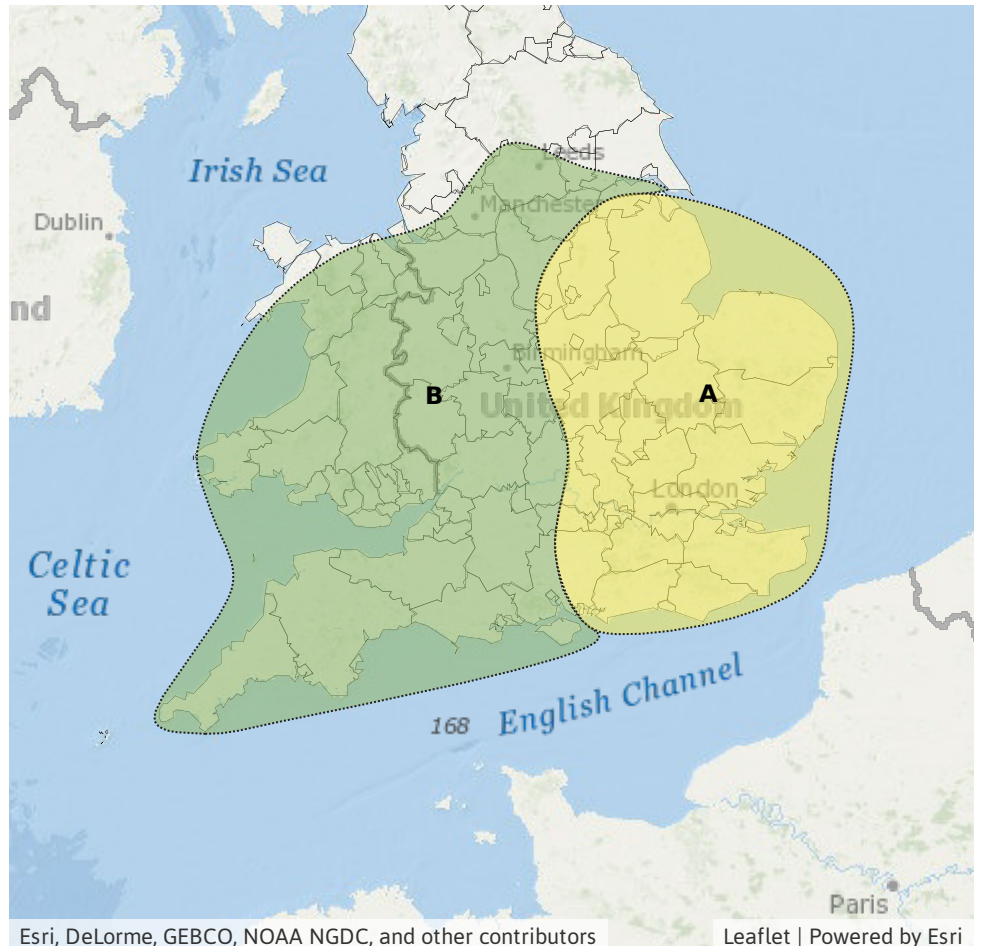 Leeds
Irish Sea
Manchester
Dublin
nd
Birmingham
B
A
United Kingdom
London
Celtic
Sea
English Channel
168
Paris
Esri, DeLorme, GEBCO, NOAA NGDC, and other contributors
Leaflet | Powered by Esri